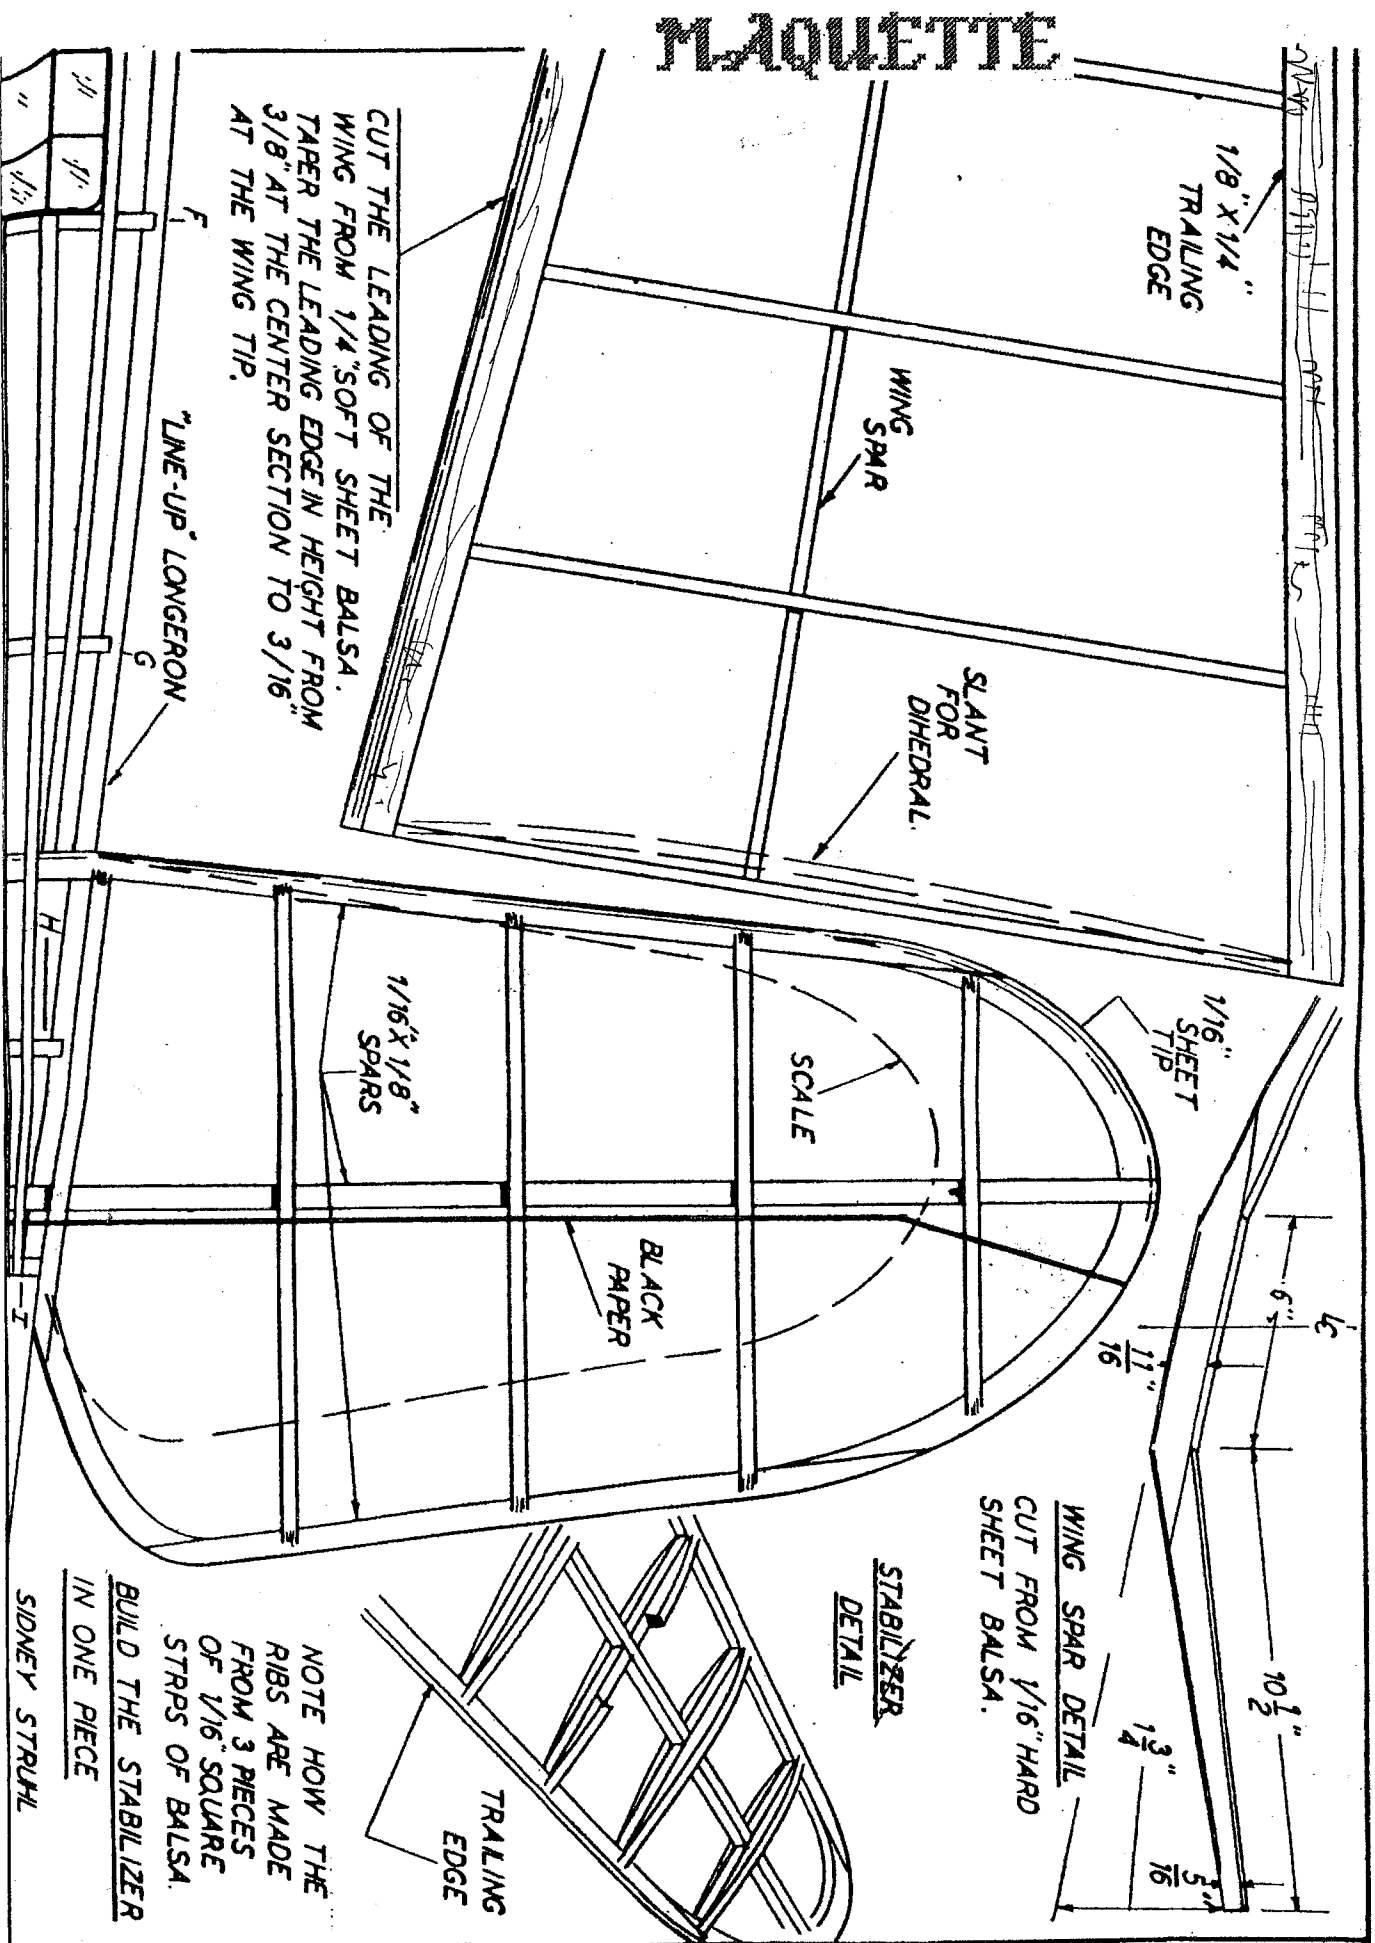 MAQUETTE
1/8" X 1/4"
TRAILING
EDGE
WING
SPAR
SLANT
FOR
DIHEDRAL.
CUT THE LEADING OF THE
WING FROM 1/4" SOFT SHEET BALSA.
TAPER THE LEADING EDGE IN HEIGHT FROM
3/8" AT THE CENTER SECTION TO 3/16"
AT THE WING TIP.
F
"LINE-UP" LONGERON
G
H
I
1/16"
SHEET
TIP
SCALE
1/16" X 1/8"
SPARS
BLACK
PAPER
6"
11/16"
10 1/2"
1 3/4"
5/16"
WING SPAR DETAIL
CUT FROM 1/16" HARD
SHEET BALSA.
STABILIZER
DETAIL
TRAILING
EDGE
NOTE HOW THE
RIBS ARE MADE
FROM 3 PIECES
OF 1/16" SQUARE
STRPS OF BALSA.
BUILD THE STABILIZER
IN ONE PIECE
SIDNEY STRUHL